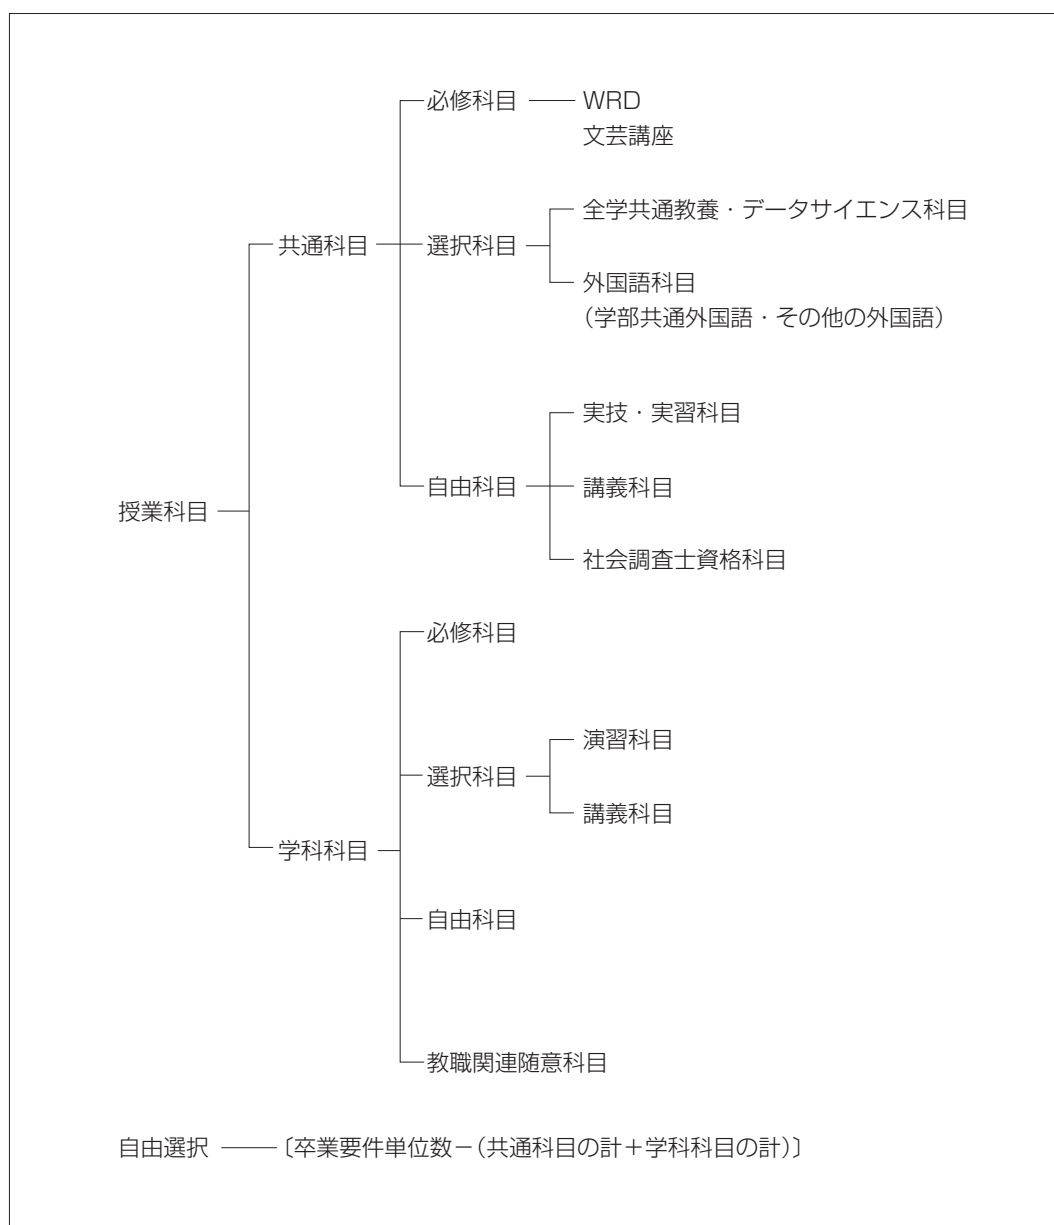 必修科目
WRD
文芸講座
全学共通教養・データサイエンス科目
共通科目
選択科目
外国語科目
（学部共通外国語・その他の外国語）
実技・実習科目
自由科目
講義科目
授業科目
社会調査士資格科目
必修科目
演習科目
選択科目
講義科目
学科科目
自由科目
教職関連随意科目
自由選択 〔卒業要件単位数－（共通科目の計＋学科科目の計）〕